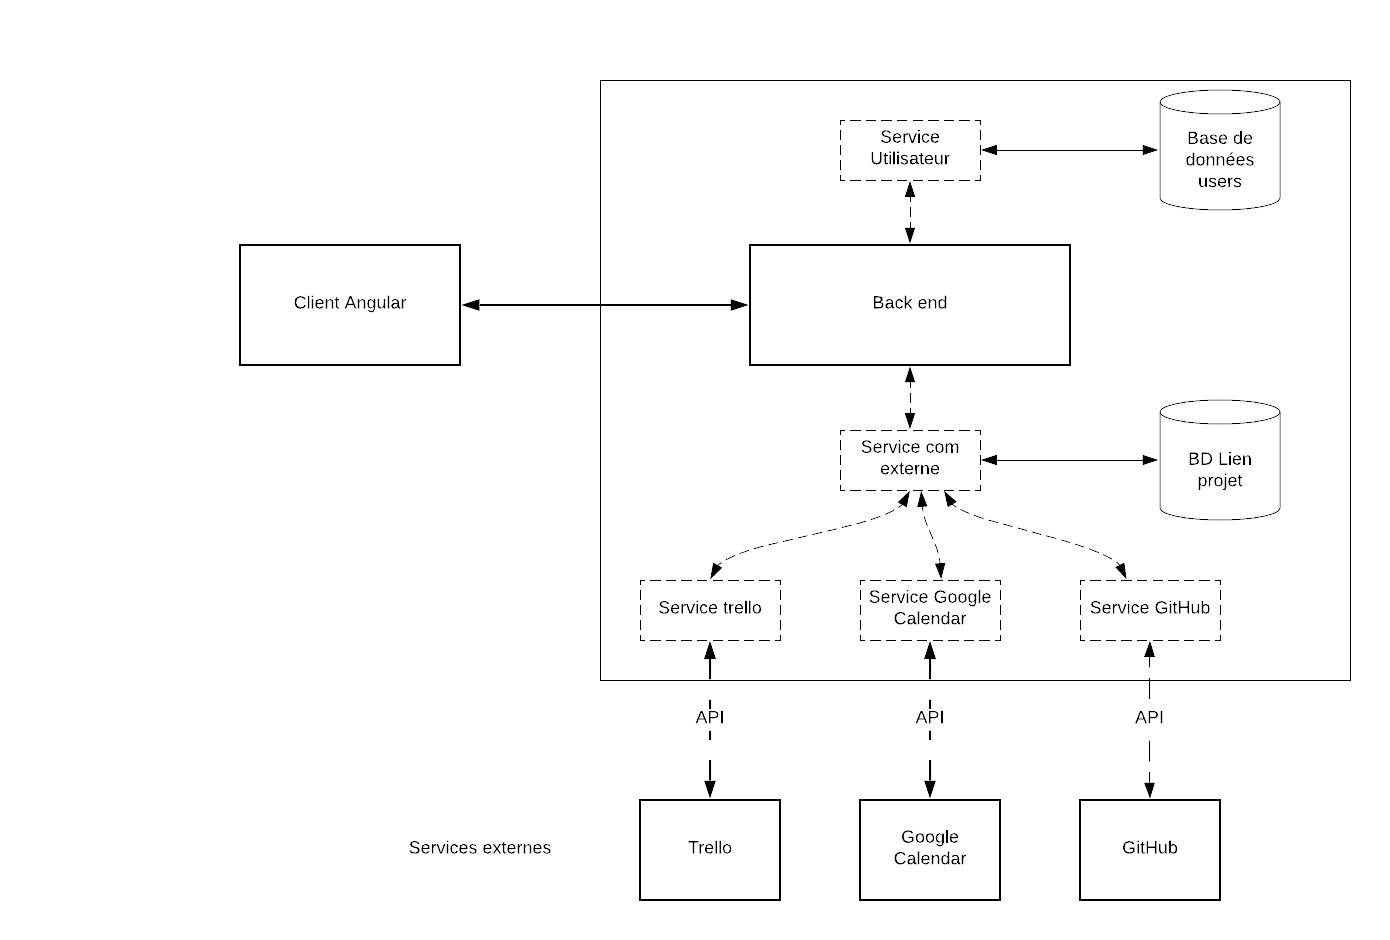 Service
Utilisateur
Base de
données
users
Client Angular
Back end
Service com
externe
BD Lien
projet
Service trello
Service Google
Calendar
Service GitHub
API
API
API
Services externes
Trello
Google
Calendar
GitHub